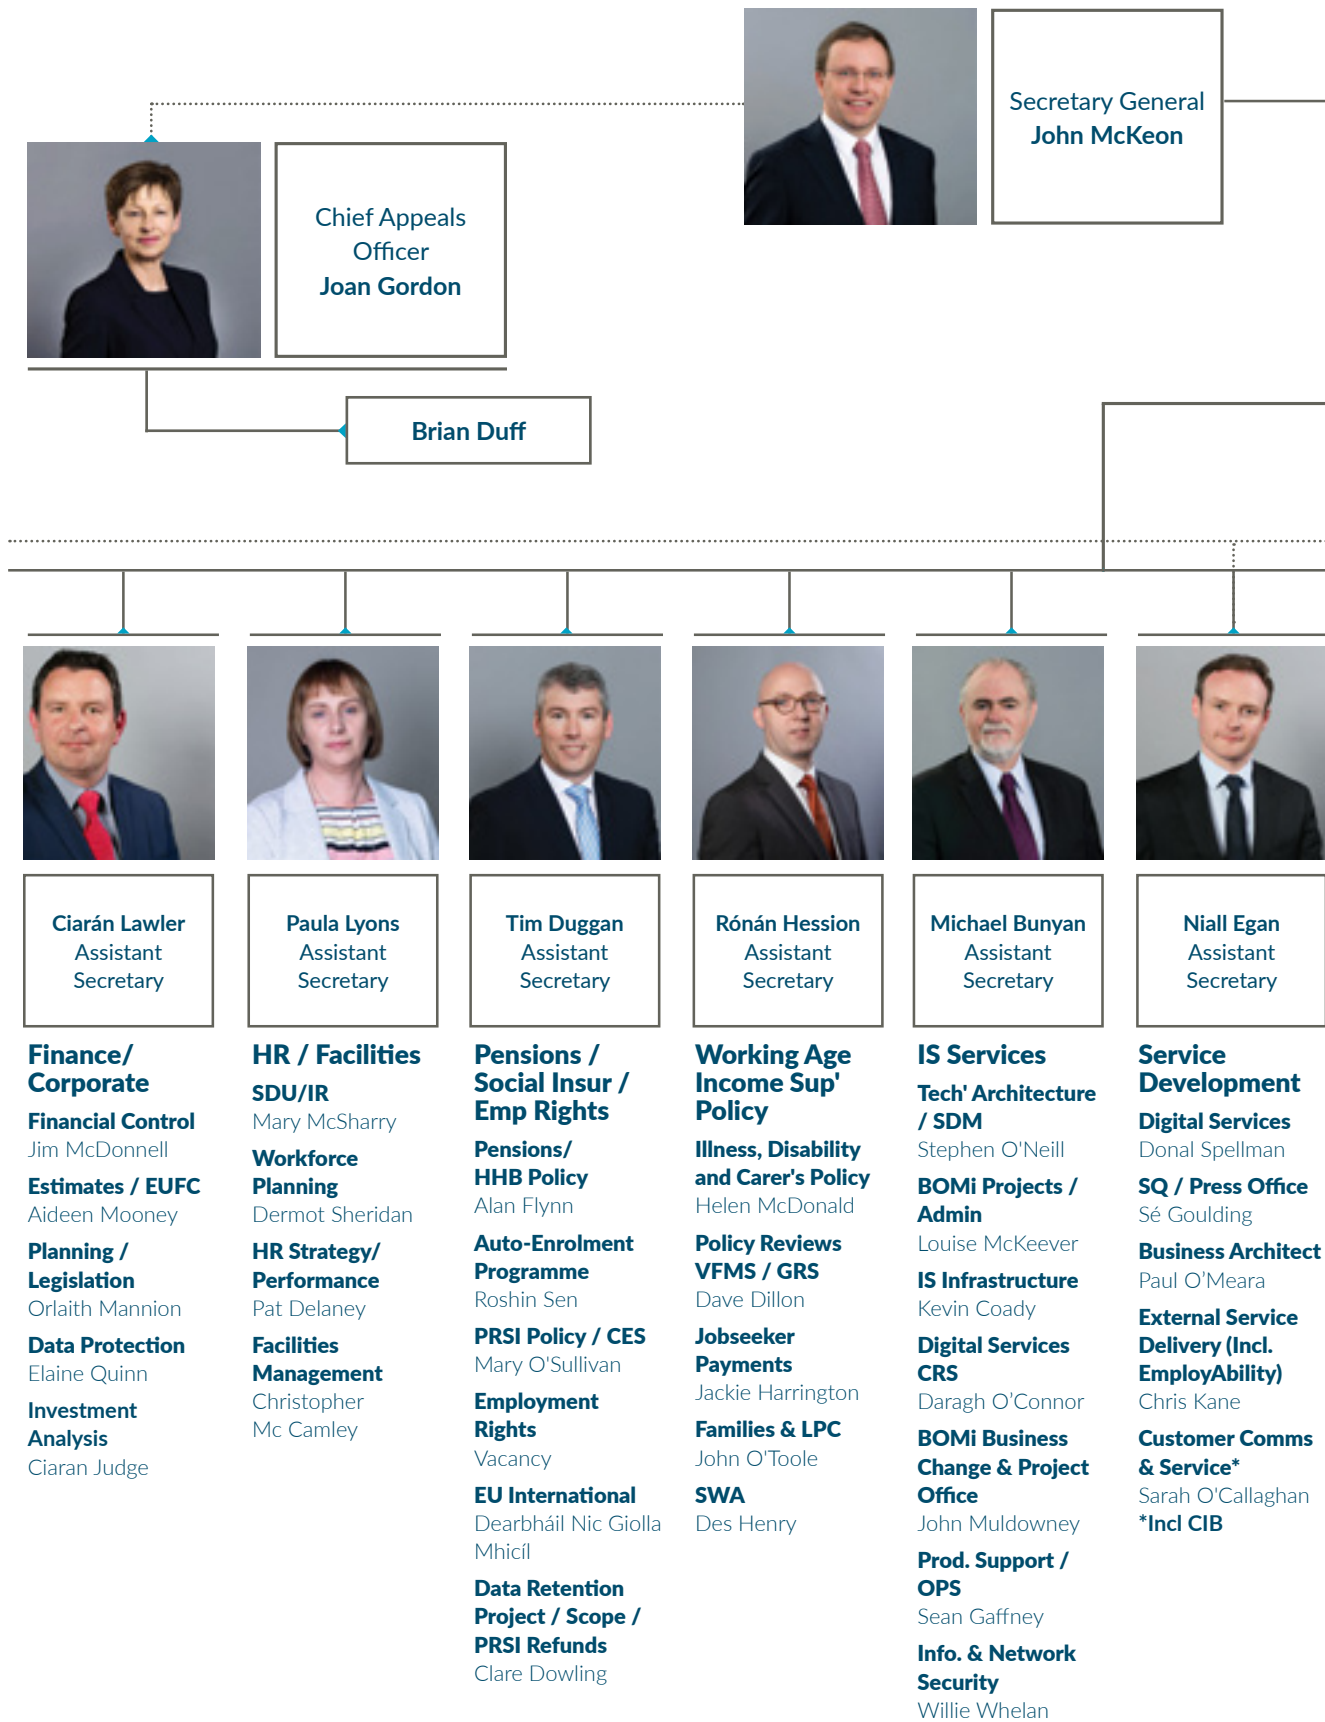 Secretary General
John McKeon
Chief Appeals
Officer
Joan Gordon
Brian Duff
Ciarán Lawler
Assistant
Secretary
Finance/
Corporate
Financial Control
Jim McDonnell
Estimates / EUFC
Aideen Mooney
Planning /
Legislation
Orlaith Mannion
Data Protection
Elaine Quinn
Investment
Analysis
Ciaran Judge
Paula Lyons
Assistant
Secretary
HR / Facilities
SDU/IR
Mary McSharry
Workforce
Planning
Dermot Sheridan
HR Strategy/
Performance
Pat Delaney
Facilities
Management
Christopher
Mc Camley
Tim Duggan
Assistant
Secretary
Pensions /
Social Insur /
Emp Rights
Pensions/
HHB Policy
Alan Flynn
Auto-Enrolment
Programme
Roshin Sen
PRSI Policy / CES
Mary O'Sullivan
Employment
Rights
Vacancy
EU International
Dearbháil Nic Giolla
Mhicíl
Data Retention
Project / Scope /
PRSI Refunds
Clare Dowling
Rónán Hession
Assistant
Secretary
Working Age
Income Sup'
Policy
Illness, Disability
and Carer's Policy
Helen McDonald
Policy Reviews
VFMS / GRS
Dave Dillon
Jobseeker
Payments
Jackie Harrington
Families & LPC
John O'Toole
SWA
Des Henry
Michael Bunyan
Assistant
Secretary
IS Services
Tech' Architecture
/ SDM
Stephen O'Neill
BOMi Projects /
Admin
Louise McKeever
IS Infrastructure
Kevin Coady
Digital Services
CRS
Daragh O’Connor
BOMi Business
Change & Project
Office
John Muldowney
Prod. Support /
OPS
Sean Gaffney
Info. & Network
Security
Willie Whelan
Niall Egan
Assistant
Secretary
Service
Development
Digital Services
Donal Spellman
SQ / Press Office
Sé Goulding
Business Architect
Paul O’Meara
External Service
Delivery (Incl.
EmployAbility)
Chris Kane
Customer Comms
& Service*
Sarah O'Callaghan
*Incl CIB